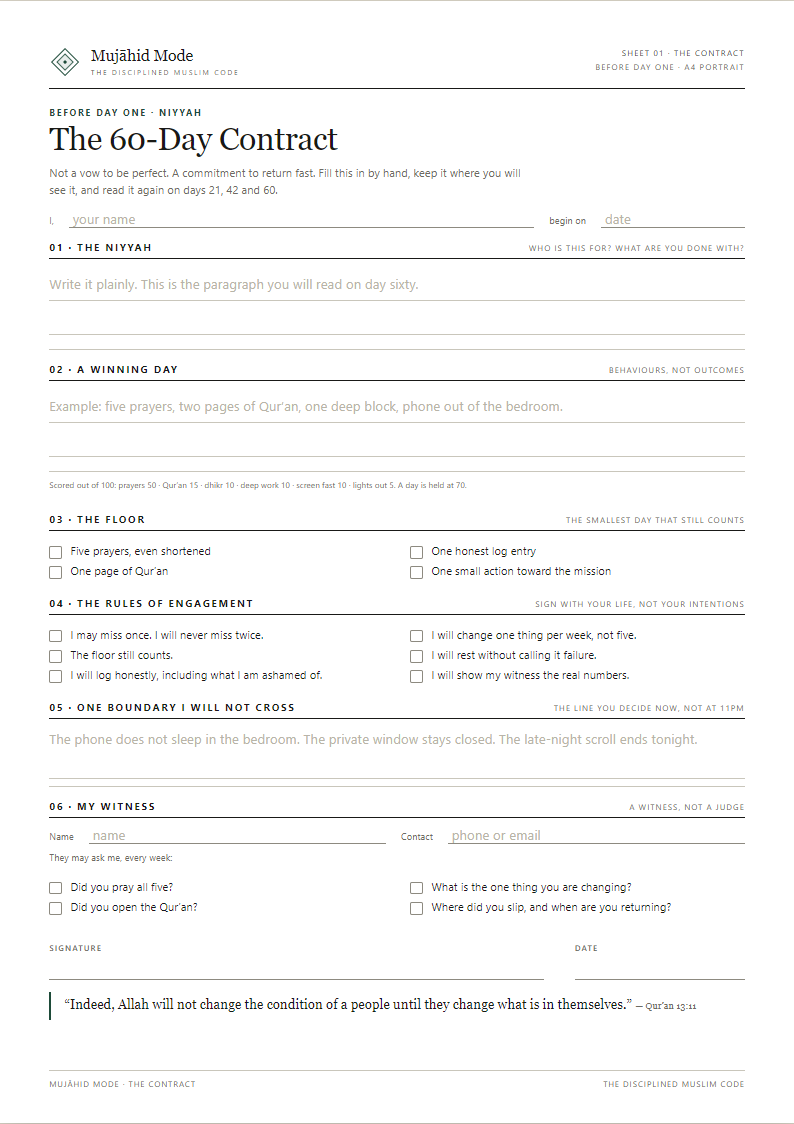 Mujāhid Mode
THE DISCIPLINED MUSLIM CODE
SHEET 01 · THE CONTRACT
BEFORE DAY ONE · A4 PORTRAIT
BEFORE DAY ONE · NIYYAH
The 60-Day Contract
Not a vow to be perfect. A commitment to return fast. Fill this in by hand, keep it where you will
see it, and read it again on days 21, 42 and 60.
I, your name begin on date
01 · THE NIYYAH WHO IS THIS FOR? WHAT ARE YOU DONE WITH?
Write it plainly. This is the paragraph you will read on day sixty.
02 · A WINNING DAY BEHAVIOURS, NOT OUTCOMES
Example: five prayers, two pages of Qur'an, one deep block, phone out of the bedroom.
Scored out of 100: prayers 50 · Qur'an 15 · dhikr 10 · deep work 10 · screen fast 10 · lights out 5. A day is held at 70.
03 · THE FLOOR THE SMALLEST DAY THAT STILL COUNTS
Five prayers, even shortened One honest log entry
One page of Qur'an One small action toward the mission
04 · THE RULES OF ENGAGEMENT SIGN WITH YOUR LIFE, NOT YOUR INTENTIONS
I may miss once. I will never miss twice. I will change one thing per week, not five.
The floor still counts. I will rest without calling it failure.
I will log honestly, including what I am ashamed of. I will show my witness the real numbers.
05 · ONE BOUNDARY I WILL NOT CROSS THE LINE YOU DECIDE NOW, NOT AT 11PM
The phone does not sleep in the bedroom. The private window stays closed. The late-night scroll ends tonight.
06 · MY WITNESS A WITNESS, NOT A JUDGE
Name name Contact phone or email
They may ask me, every week:
Did you pray all five? What is the one thing you are changing?
Did you open the Qur'an? Where did you slip, and when are you returning?
SIGNATURE DATE
“Indeed, Allah will not change the condition of a people until they change what is in themselves.” — Qur'an 13:11
MUJĀHID MODE · THE CONTRACT THE DISCIPLINED MUSLIM CODE